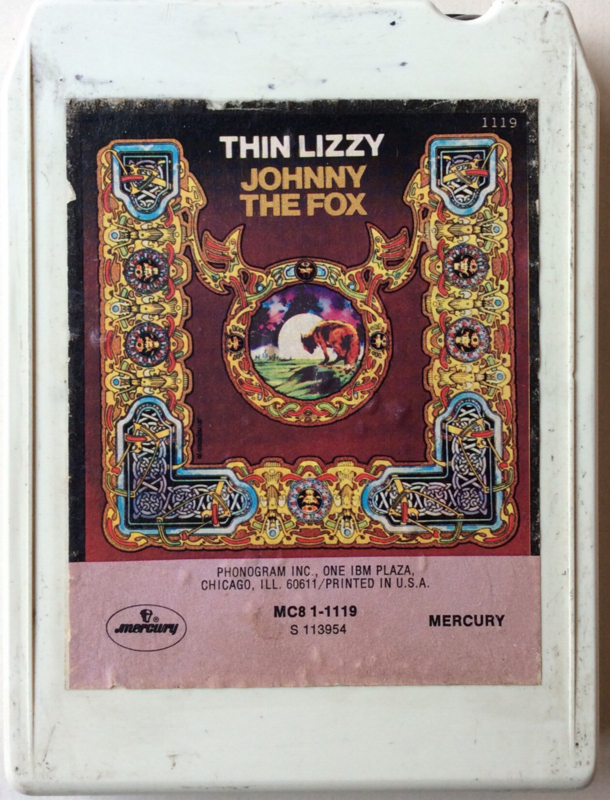 1119
THIN LIZZY
JOHNNY
THE FOX
PHONOGRAM INC., ONE IBM PLAZA,
CHICAGO, ILL. 60611/PRINTED IN U.S.A.
mercury ®
MC8 1-1119
S 113954
MERCURY